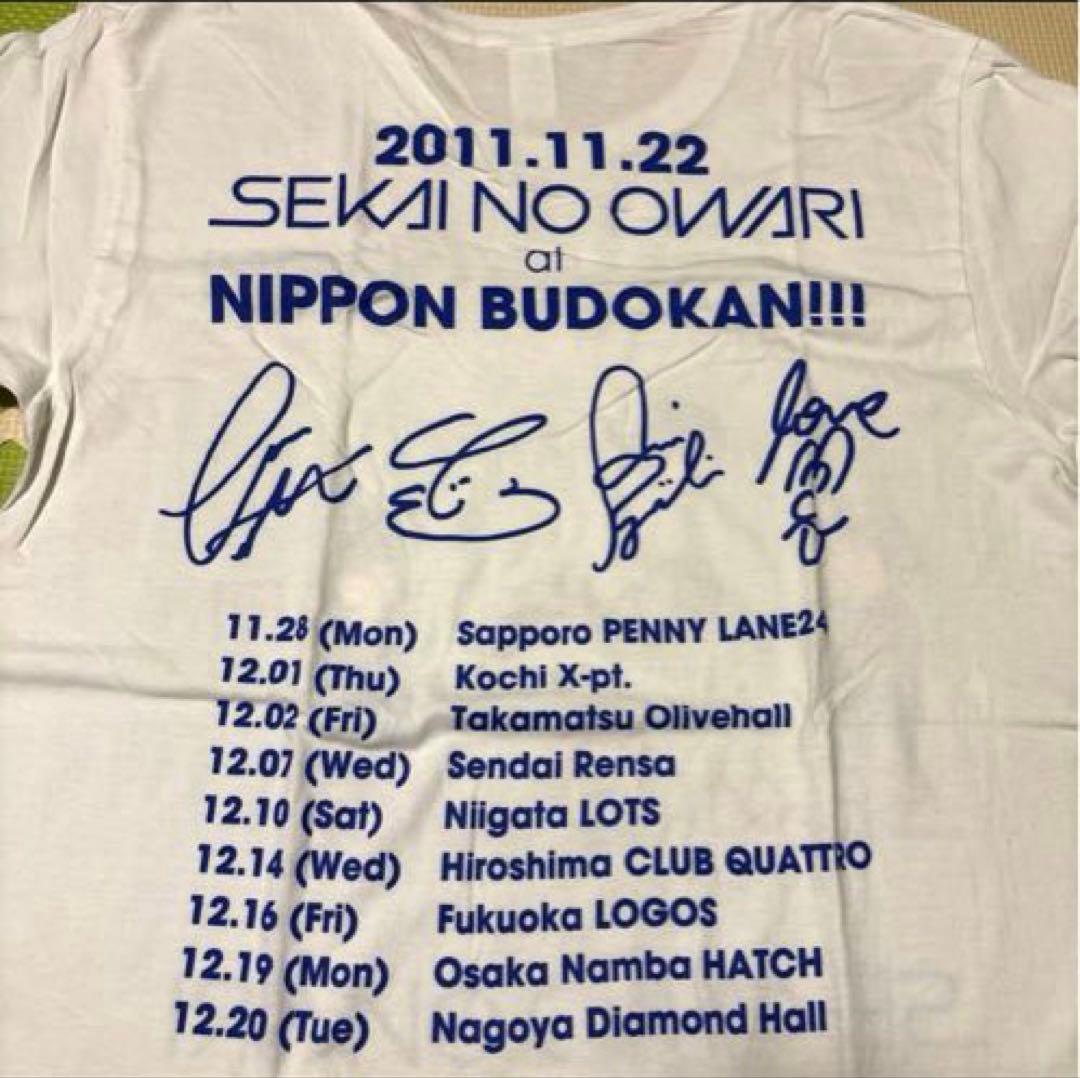 2011.11.22
SEKAI NO OWARI
at
NIPPON BUDOKAN!!!
love
11.28 (Mon) Sapporo PENNY LANE24
12.01 (Thu) Kochi X-pt.
12.02 (Fri) Takamatsu Olivehall
12.07 (Wed) Sendai Rensa
12.10 (Sat) Niigata LOTS
12.14 (Wed) Hiroshima CLUB QUATTRO
12.16 (Fri) Fukuoka LOGOS
12.19 (Mon) Osaka Namba HATCH
12.20 (Tue) Nagoya Diamond Hall